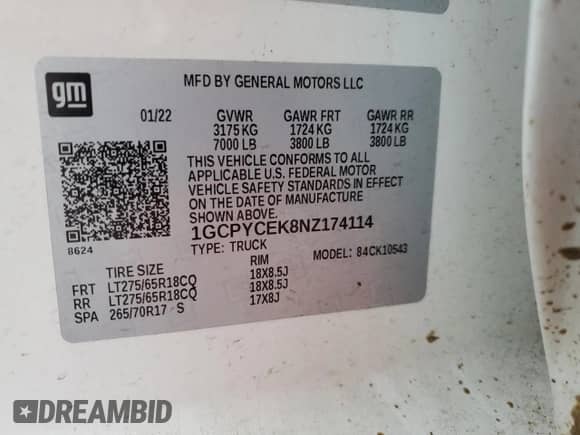 gm
MFD BY GENERAL MOTORS LLC
01/22 GVWR GAWR FRT GAWR RR
3175 KG 1724 KG 1724 KG
7000 LB 3800 LB 3800 LB
THIS VEHICLE CONFORMS TO ALL
APPLICABLE U.S. FEDERAL MOTOR
VEHICLE SAFETY STANDARDS IN EFFECT
ON THE DATE OF MANUFACTURE
SHOWN ABOVE.
1GCPYCEK8NZ174114
8624
TYPE: TRUCK MODEL: 84CK10543
TIRE SIZE RIM
FRT LT275/65R18CQ 18X8.5J
RR LT275/65R18CQ 18X8.5J
SPA 265/70R17 S 17X8J
DREAMBID